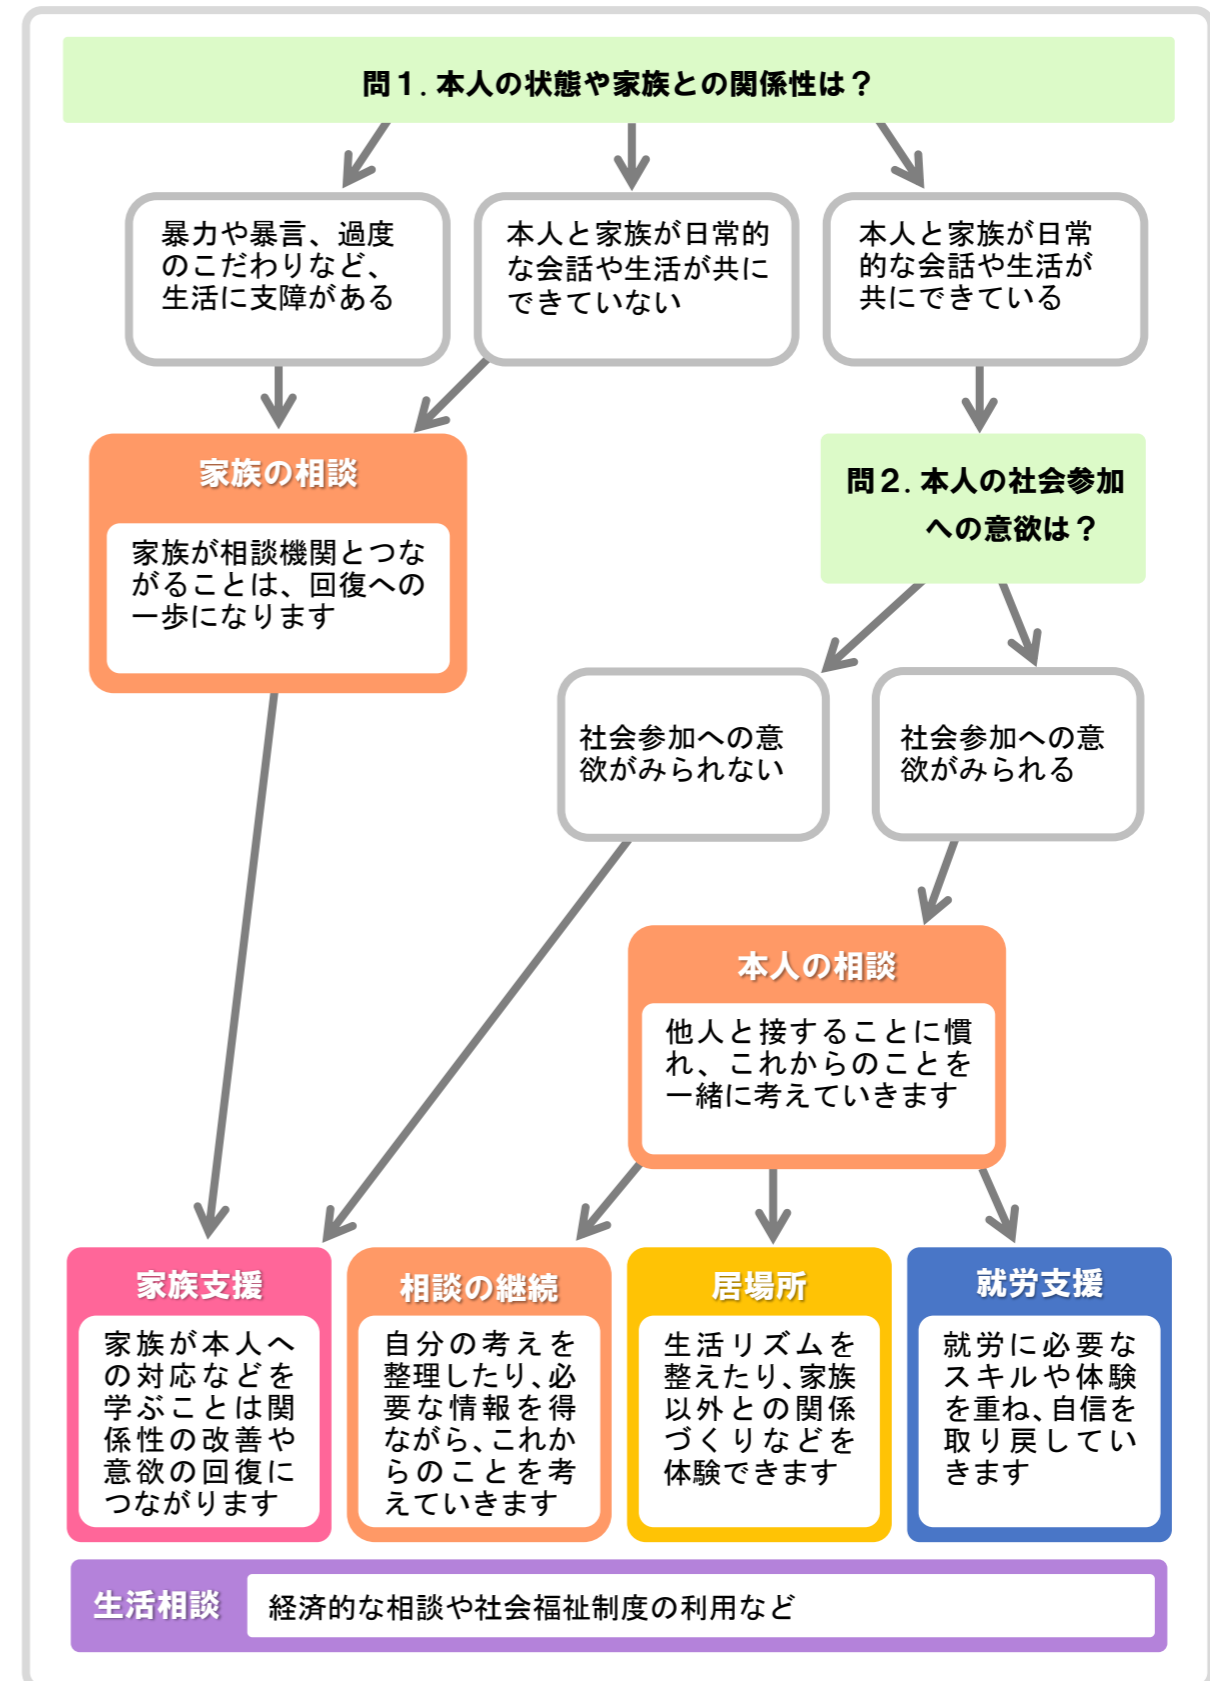 問１. 本人の状態や家族との関係性は？
暴力や暴言、過度
のこだわりなど、
生活に支障がある
本人と家族が日常的
な会話や生活が共に
できていない
本人と家族が日常
的な会話や生活が
共にできている
家族の相談
家族が相談機関とつな
がることは、回復への
一歩になります
問２. 本人の社会参加
への意欲は？
社会参加への意
欲がみられない
社会参加への意
欲がみられる
本人の相談
他人と接することに慣
れ、これからのことを
一緒に考えていきます
家族支援
家族が本人へ
の対応などを
学ぶことは関
係性の改善や
意欲の回復に
つながります
相談の継続
自分の考えを
整理したり、必
要な情報を得
ながら、これか
らのことを考
えていきます
居場所
生活リズムを
整えたり、家族
以外との関係
づくりなどを
体験できます
就労支援
就労に必要な
スキルや体験
を重ね、自信を
取り戻してい
きます
生活相談
経済的な相談や社会福祉制度の利用など